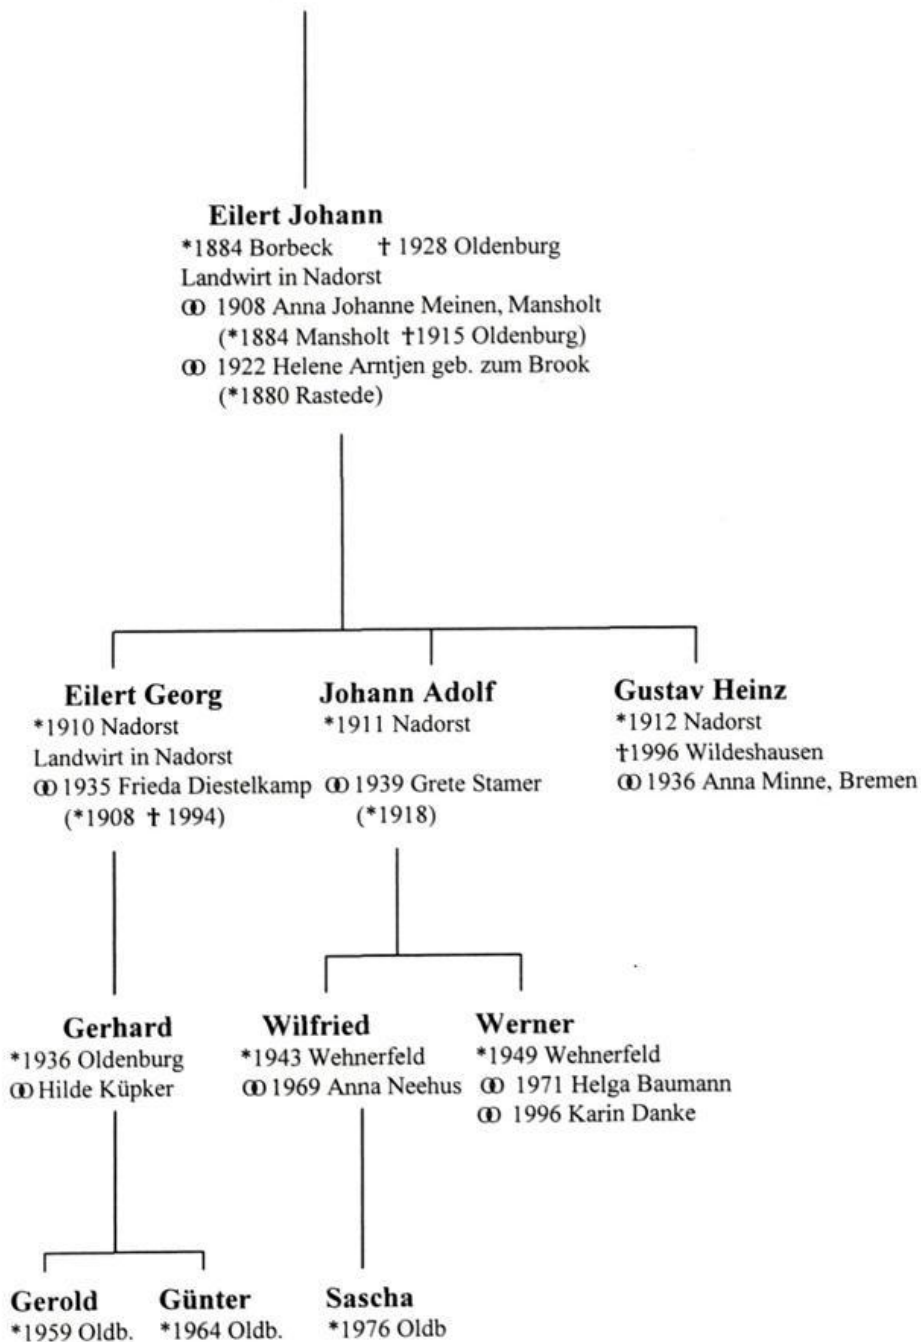 Eilert Johann
*1884 Borbeck † 1928 Oldenburg
Landwirt in Nadorst
⚭ 1908 Anna Johanne Meinen, Mansholt
(*1884 Mansholt †1915 Oldenburg)
⚭ 1922 Helene Arntjen geb. zum Brook
(*1880 Rastede)
Eilert Georg
*1910 Nadorst
Landwirt in Nadorst
⚭ 1935 Frieda Diestelkamp
(*1908 † 1994)
Johann Adolf
*1911 Nadorst
⚭ 1939 Grete Stamer
(*1918)
Gustav Heinz
*1912 Nadorst
†1996 Wildeshausen
⚭ 1936 Anna Minne, Bremen
Gerhard
*1936 Oldenburg
⚭ Hilde Küpker
Wilfried
*1943 Wehnerfeld
⚭ 1969 Anna Neehus
Werner
*1949 Wehnerfeld
⚭ 1971 Helga Baumann
⚭ 1996 Karin Danke
Gerold
*1959 Oldb.
Günter
*1964 Oldb.
Sascha
*1976 Oldb